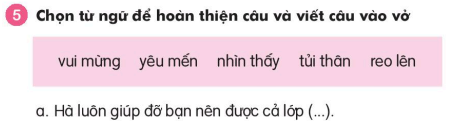 5 Chọn từ ngữ để hoàn thiện câu và viết câu vào vở
vui mừng yêu mến nhìn thấy tủi thân reo lên
a. Hà luôn giúp đỡ bạn nên được cả lớp (...).